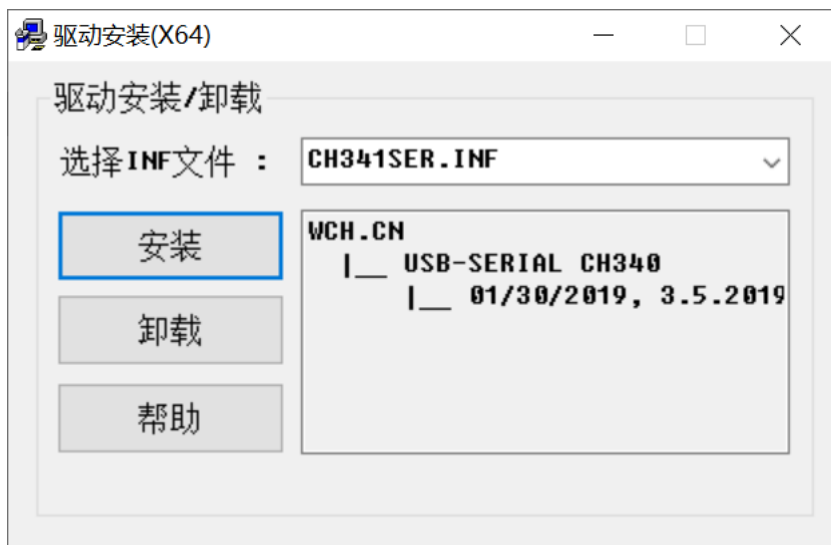 驱动安装(X64)
驱动安装/卸载
选择INF文件 :
CH341SER.INF
安装
卸载
帮助
WCH.CN
|__ USB-SERIAL CH340
|__ 01/30/2019, 3.5.2019